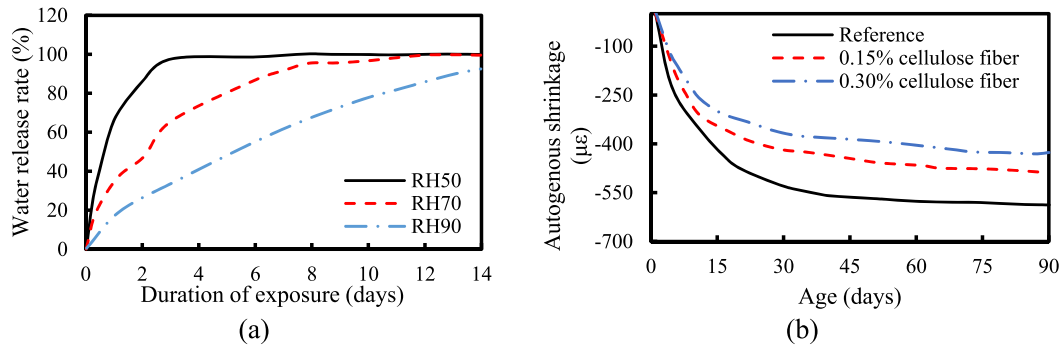 120
100
80
60
40
20
0
Water release rate (%)
RH50
RH70
RH90
0 2 4 6 8 10 12 14
Duration of exposure (days)
(a)
-100
-250
-400
-550
-700
Autogenous shrinkage
(με)
Reference
0.15% cellulose fiber
0.30% cellulose fiber
0 15 30 45 60 75 90
Age (days)
(b)